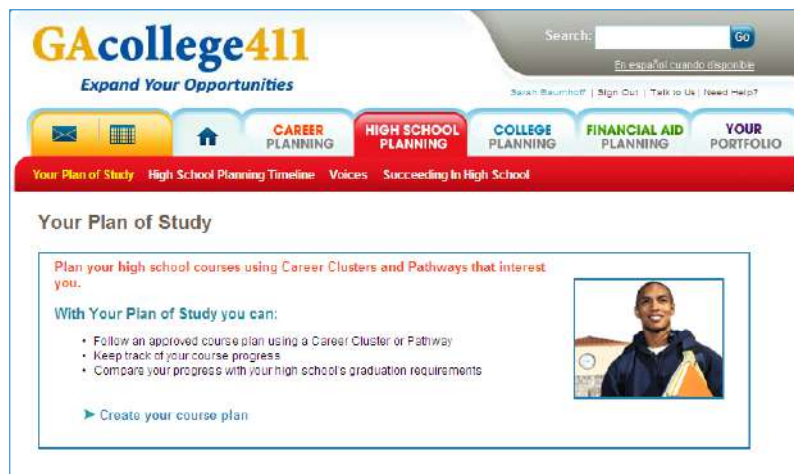 GAcollege411
Expand Your Opportunities
Search:
Go
En español cuando disponible
Sarah Baumhoff | Sign Out | Talk to Us | Need Help?
CAREER
PLANNING
HIGH SCHOOL
PLANNING
COLLEGE
PLANNING
FINANCIAL AID
PLANNING
YOUR
PORTFOLIO
Your Plan of Study High School Planning Timeline Voices Succeeding In High School
Your Plan of Study
Plan your high school courses using Career Clusters and Pathways that interest
you.
With Your Plan of Study you can:
• Follow an approved course plan using a Career Cluster or Pathway
• Keep track of your course progress
• Compare your progress with your high school's graduation requirements
➤ Create your course plan